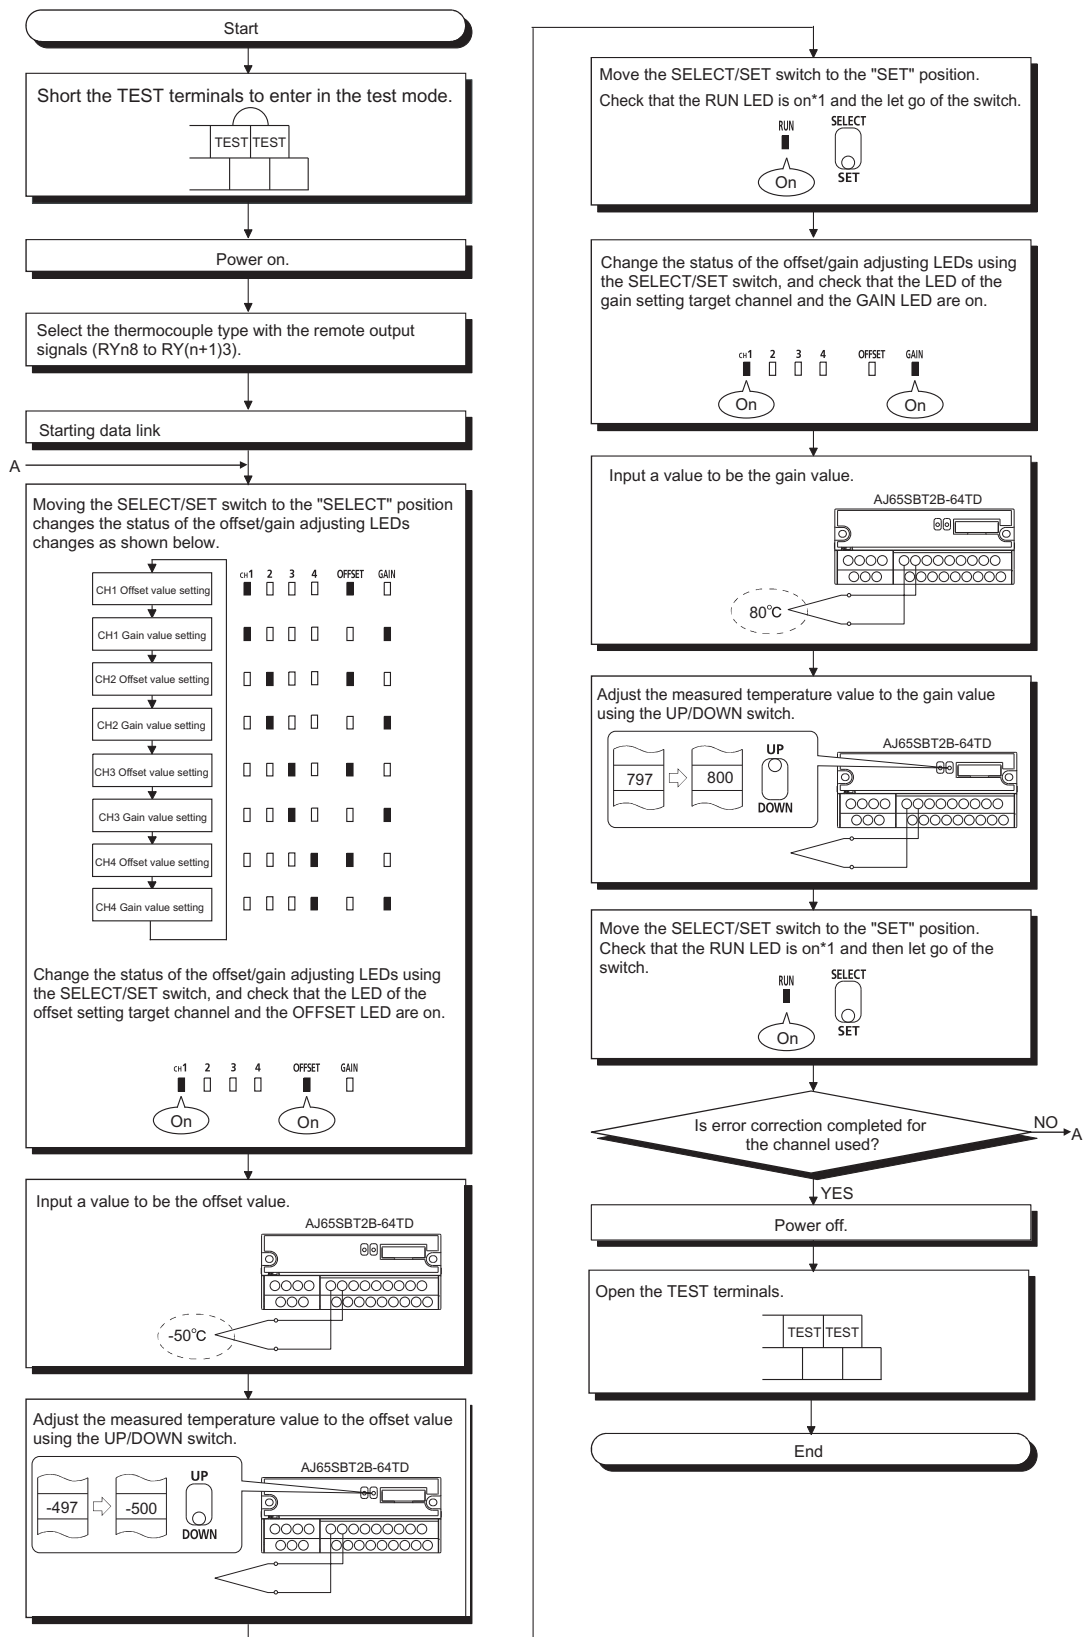 Start
Short the TEST terminals to enter in the test mode.
TEST TEST
Power on.
Select the thermocouple type with the remote output
signals (RYn8 to RY(n+1)3).
Starting data link
A
Moving the SELECT/SET switch to the "SELECT" position
changes the status of the offset/gain adjusting LEDs
changes as shown below.
CH1 2 3 4 OFFSET GAIN
CH1 Offset value setting
CH1 Gain value setting
CH2 Offset value setting
CH2 Gain value setting
CH3 Offset value setting
CH3 Gain value setting
CH4 Offset value setting
CH4 Gain value setting
Change the status of the offset/gain adjusting LEDs using
the SELECT/SET switch, and check that the LED of the
offset setting target channel and the OFFSET LED are on.
CH1 2 3 4 OFFSET GAIN
On On
Input a value to be the offset value.
AJ65SBT2B-64TD
-50°C
Adjust the measured temperature value to the offset value
using the UP/DOWN switch.
AJ65SBT2B-64TD
UP
-497 -500
DOWN
Move the SELECT/SET switch to the "SET" position.
Check that the RUN LED is on*1 and the let go of the switch.
RUN SELECT
On SET
Change the status of the offset/gain adjusting LEDs using
the SELECT/SET switch, and check that the LED of the
gain setting target channel and the GAIN LED are on.
CH1 2 3 4 OFFSET GAIN
On On
Input a value to be the gain value.
AJ65SBT2B-64TD
80°C
Adjust the measured temperature value to the gain value
using the UP/DOWN switch.
AJ65SBT2B-64TD
UP
797 800
DOWN
Move the SELECT/SET switch to the "SET" position.
Check that the RUN LED is on*1 and then let go of the
switch.
RUN SELECT
On SET
Is error correction completed for
the channel used?
NO
A
YES
Power off.
Open the TEST terminals.
TEST TEST
End